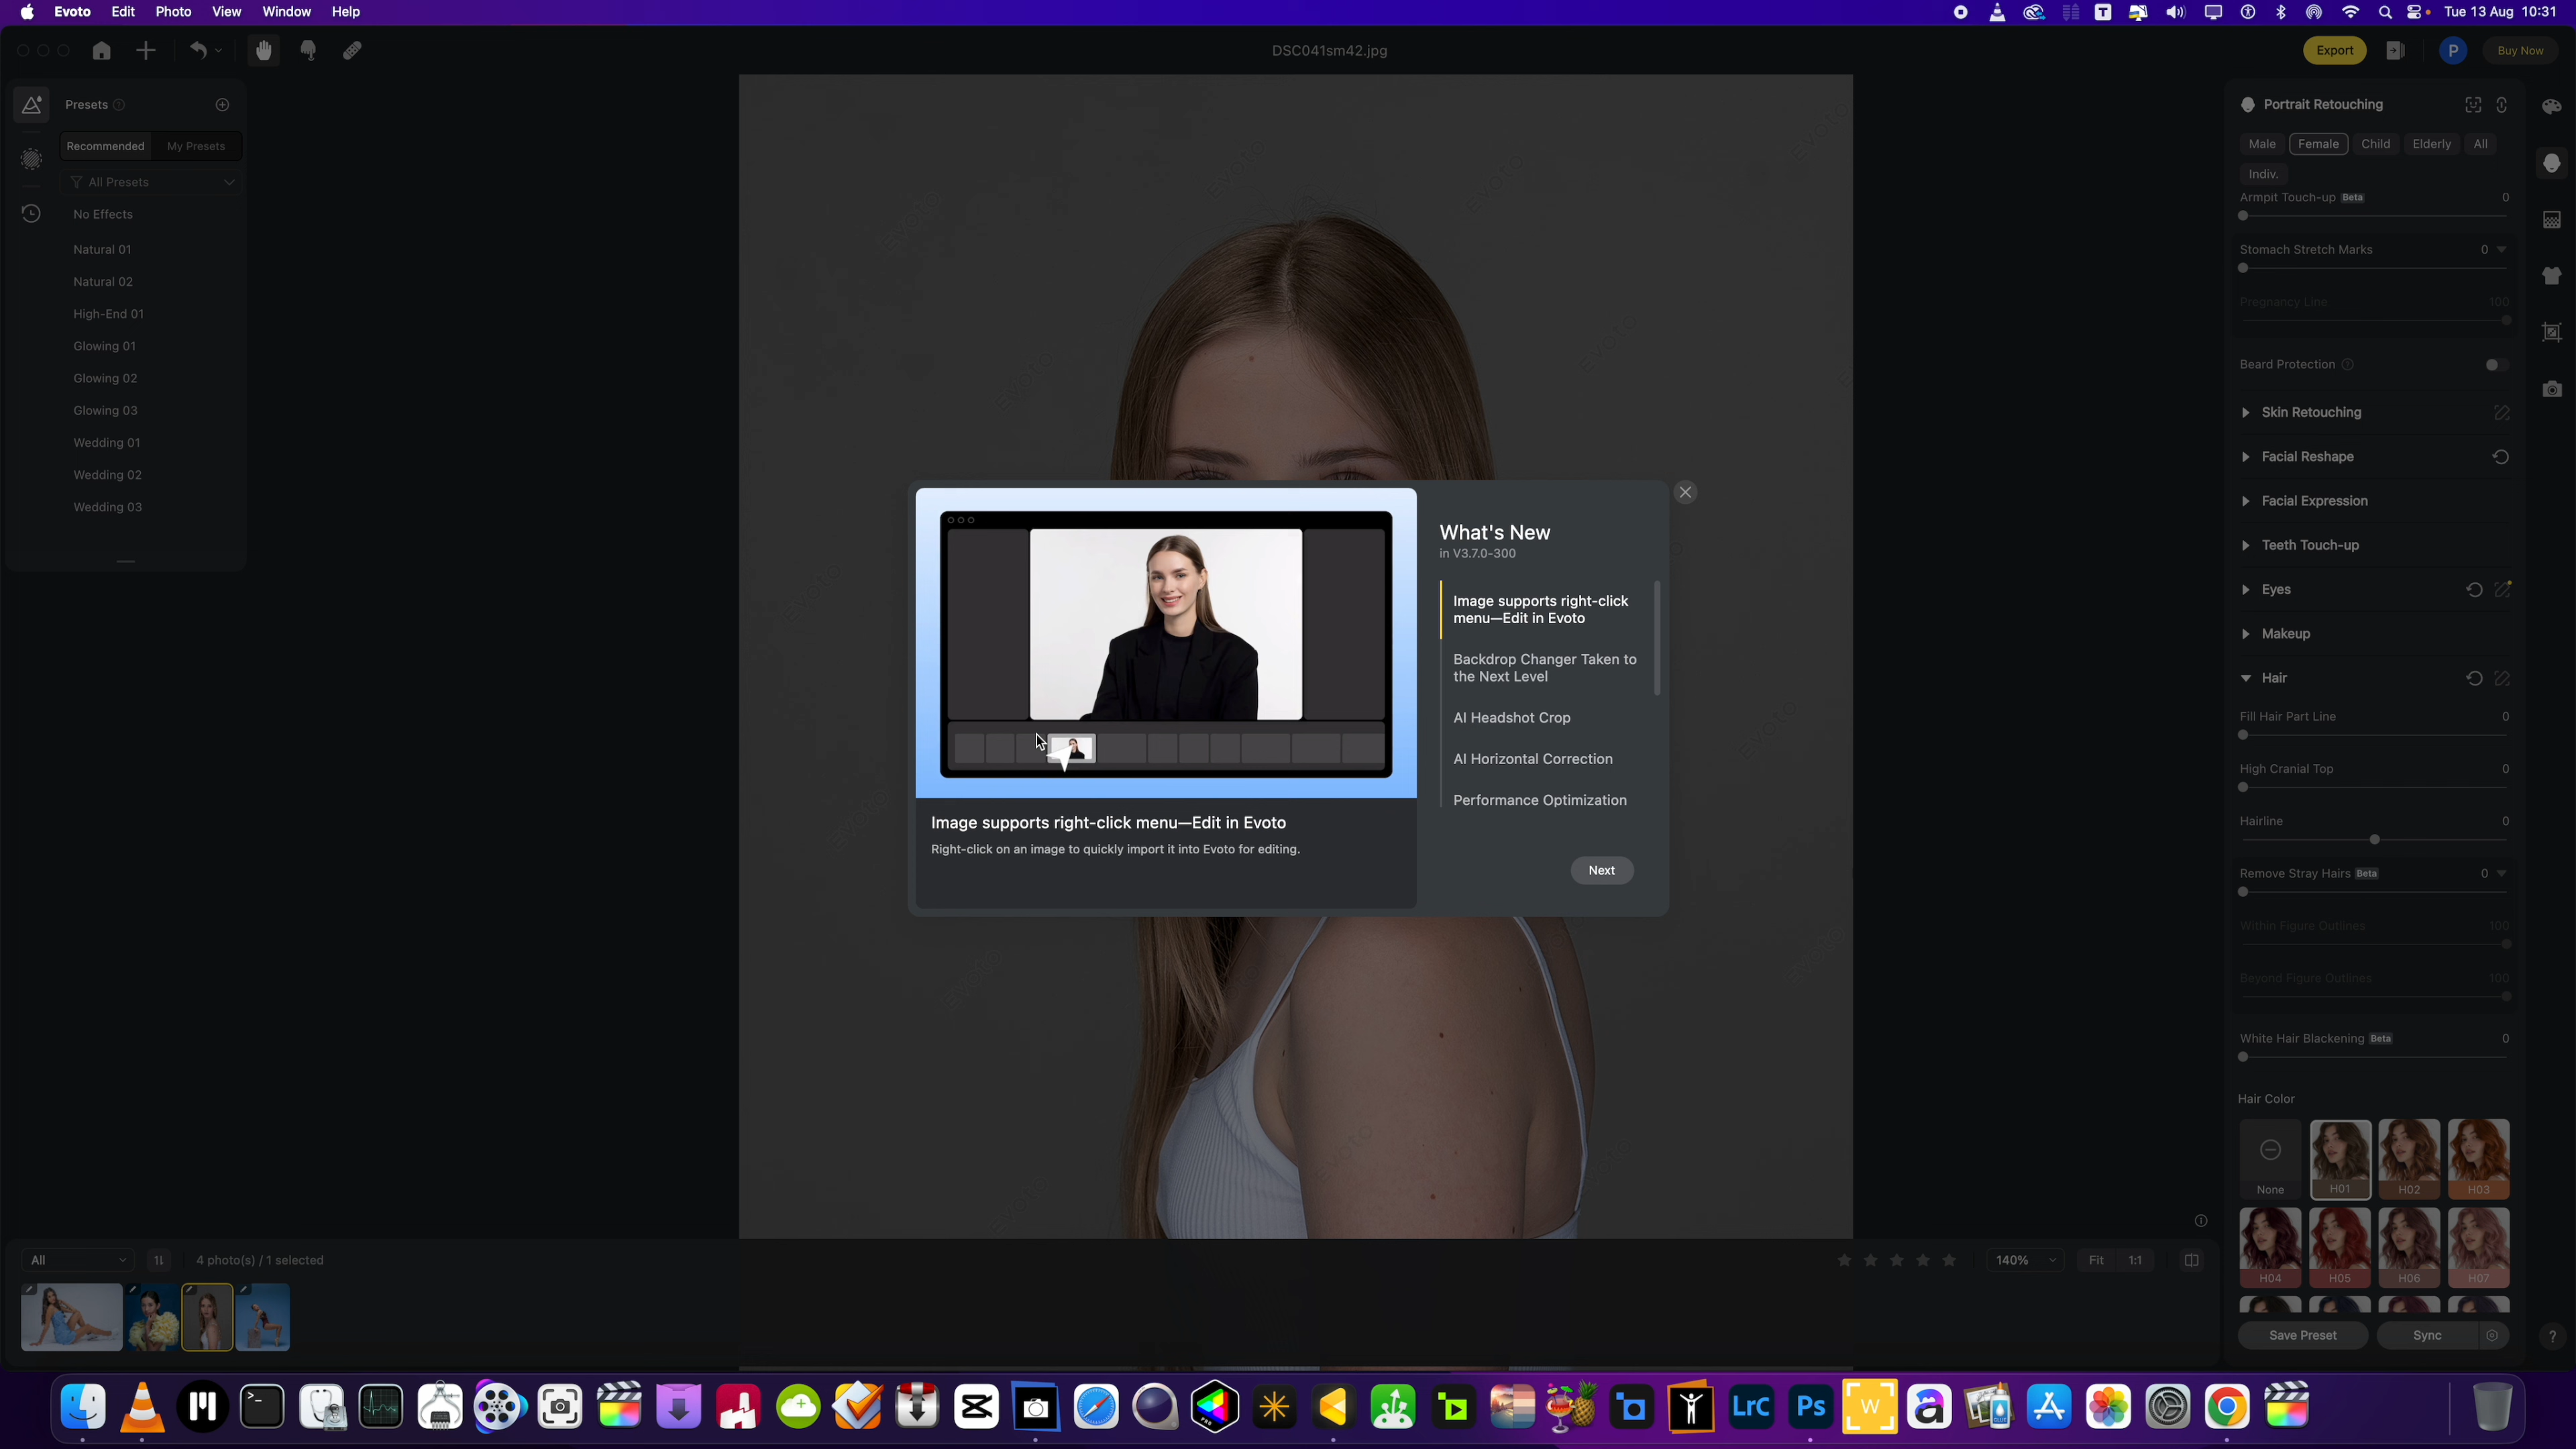 Evoto Edit Photo View Window Help
Tue 13 Aug 10:31
DSC041sm42.jpg
Export
P
Buy Now
Presets
Recommended
My Presets
All Presets
No Effects
Natural 01
Natural 02
High-End 01
Glowing 01
Glowing 02
Glowing 03
Wedding 01
Wedding 02
Wedding 03
What's New
in V3.7.0-300
Image supports right-click
menu—Edit in Evoto
Backdrop Changer Taken to
the Next Level
AI Headshot Crop
AI Horizontal Correction
Performance Optimization
Next
Image supports right-click menu—Edit in Evoto
Right-click on an image to quickly import it into Evoto for editing.
Portrait Retouching
Male Female Child Elderly All
Indiv.
Armpit Touch-up Beta 0
Stomach Stretch Marks 0
Pregnancy Line 100
Beard Protection
Skin Retouching
Facial Reshape
Facial Expression
Teeth Touch-up
Eyes
Makeup
Hair
Fill Hair Part Line 0
High Cranial Top 0
Hairline 0
Remove Stray Hairs Beta 0
Within Figure Outlines 100
Beyond Figure Outlines 100
White Hair Blackening Beta 0
Hair Color
None H01 H02 H03
H04 H05 H06 H07
Save Preset
Sync
All
4 photo(s) / 1 selected
140%
Fit
1:1
LrC
Ps
W